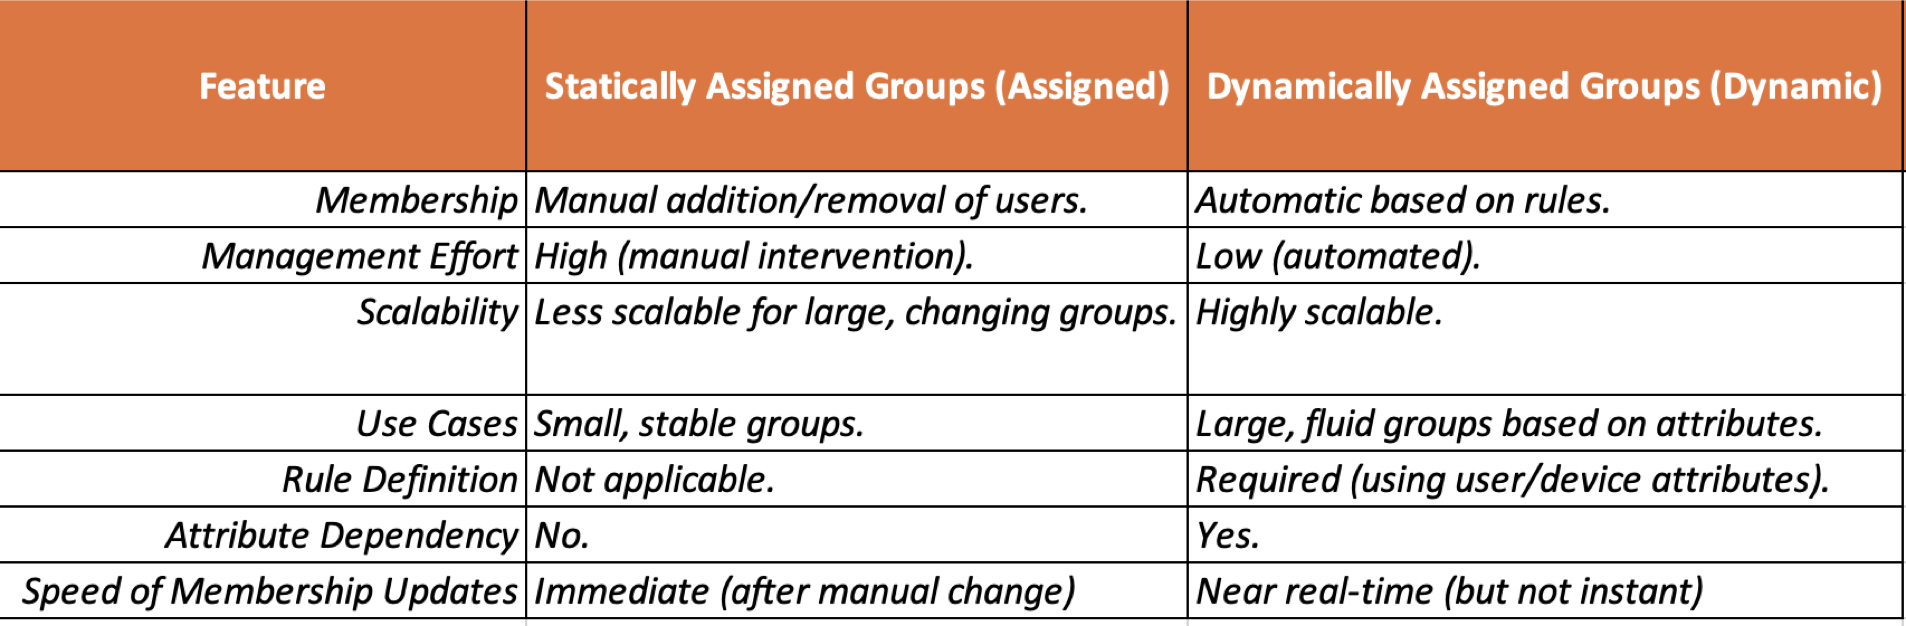 Feature Statically Assigned Groups (Assigned) Dynamically Assigned Groups (Dynamic)
Membership Manual addition/removal of users. Automatic based on rules.
Management Effort High (manual intervention). Low (automated).
Scalability Less scalable for large, changing groups. Highly scalable.
Use Cases Small, stable groups. Large, fluid groups based on attributes.
Rule Definition Not applicable. Required (using user/device attributes).
Attribute Dependency No. Yes.
Speed of Membership Updates Immediate (after manual change) Near real-time (but not instant)